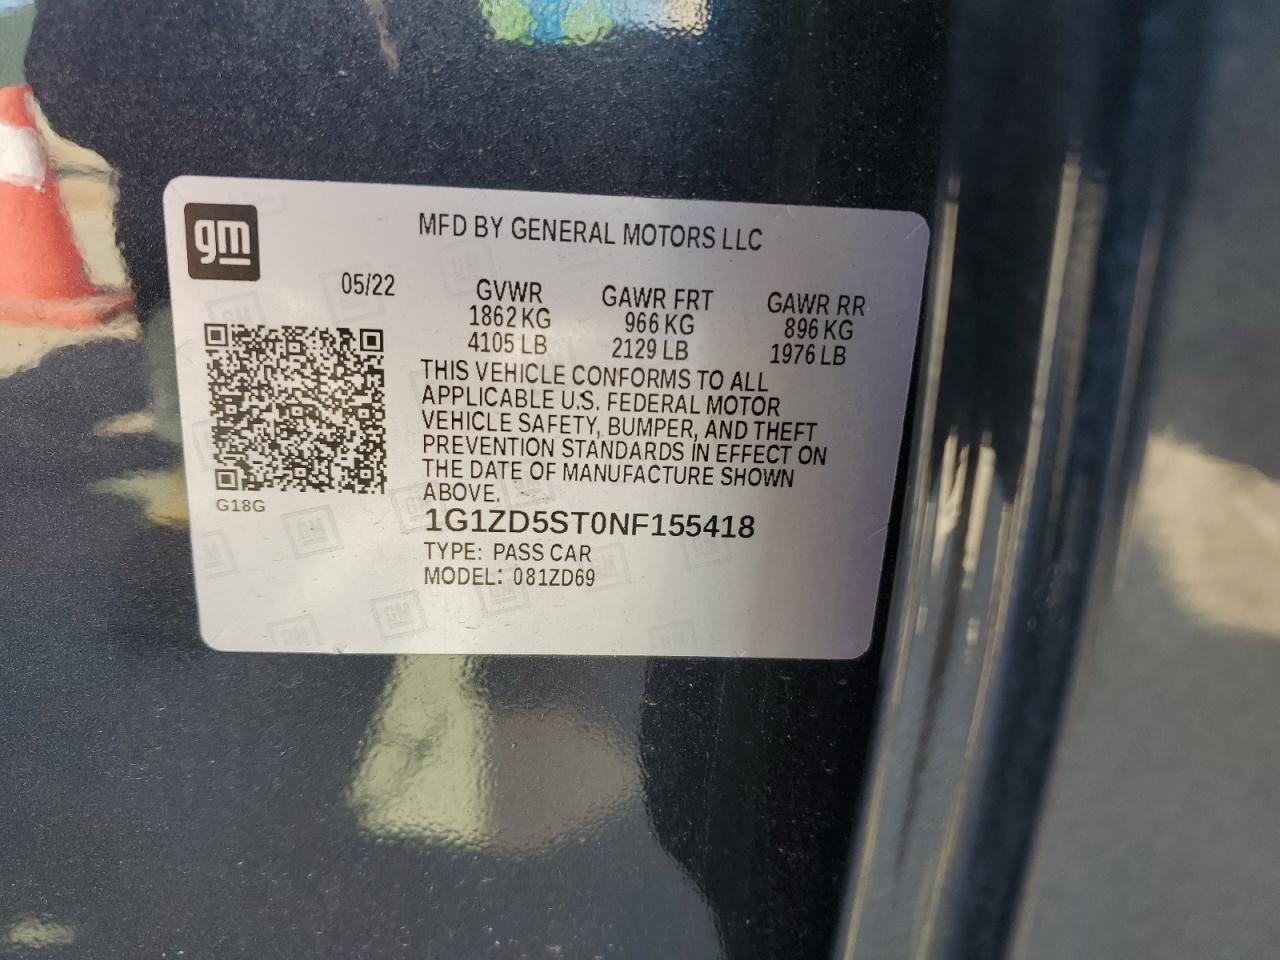 gm
MFD BY GENERAL MOTORS LLC
05/22
GVWR GAWR FRT GAWR RR
1862 KG 966 KG 896 KG
4105 LB 2129 LB 1976 LB
THIS VEHICLE CONFORMS TO ALL
APPLICABLE U.S. FEDERAL MOTOR
VEHICLE SAFETY, BUMPER, AND THEFT
PREVENTION STANDARDS IN EFFECT ON
THE DATE OF MANUFACTURE SHOWN
ABOVE.
G18G
1G1ZD5ST0NF155418
TYPE: PASS CAR
MODEL: 081ZD69